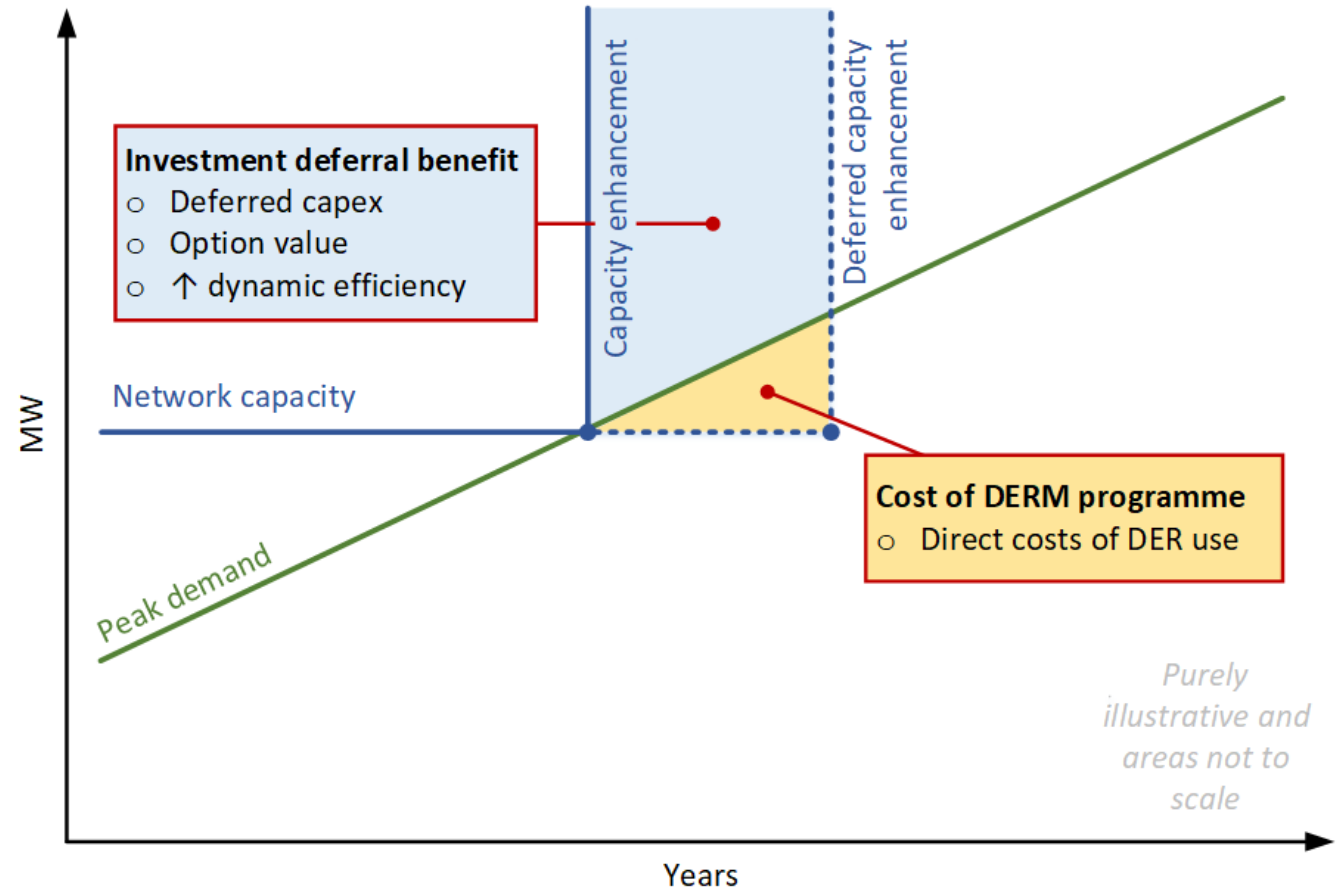 Investment deferral benefit
o Deferred capex
o Option value
o ↑ dynamic efficiency
Capacity enhancement
Deferred capacity
enhancement
Network capacity
MW
Peak demand
Cost of DERM programme
o Direct costs of DER use
Purely
illustrative and
areas not to
scale
Years